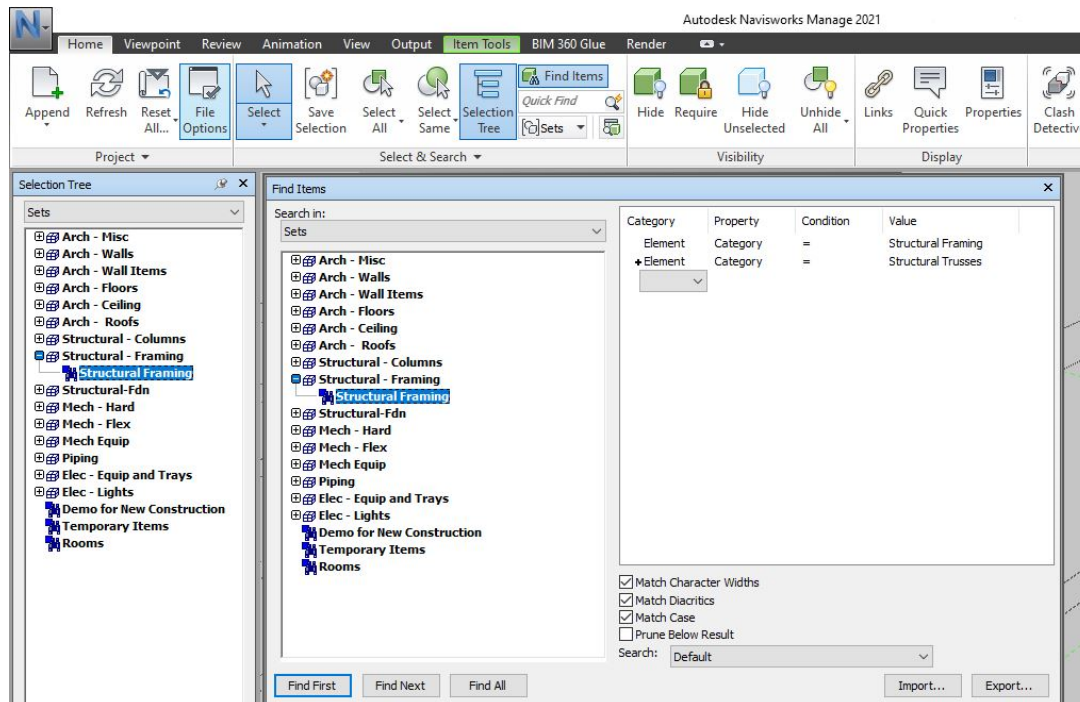 Autodesk Navisworks Manage 2021
Home Viewpoint Review Animation View Output Item Tools BIM 360 Glue Render
Append Refresh Reset All... File Options
Select Save Selection Select All Select Same Selection Tree
Find Items
Quick Find
Sets
Hide Require Hide Unselected Unhide All
Links Quick Properties Properties
Clash Detective
Project
Select & Search
Visibility
Display
Selection Tree
Sets
Arch - Misc
Arch - Walls
Arch - Wall Items
Arch - Floors
Arch - Ceiling
Arch - Roofs
Structural - Columns
Structural - Framing
Structural Framing
Structural-Fdn
Mech - Hard
Mech - Flex
Mech Equip
Piping
Elec - Equip and Trays
Elec - Lights
Demo for New Construction
Temporary Items
Rooms
Find Items
Search in:
Sets
Arch - Misc
Arch - Walls
Arch - Wall Items
Arch - Floors
Arch - Ceiling
Arch - Roofs
Structural - Columns
Structural - Framing
Structural Framing
Structural-Fdn
Mech - Hard
Mech - Flex
Mech Equip
Piping
Elec - Equip and Trays
Elec - Lights
Demo for New Construction
Temporary Items
Rooms
Category Property Condition Value
Element Category = Structural Framing
+Element Category = Structural Trusses
Match Character Widths
Match Diacritics
Match Case
Prune Below Result
Search: Default
Find First Find Next Find All Import... Export...